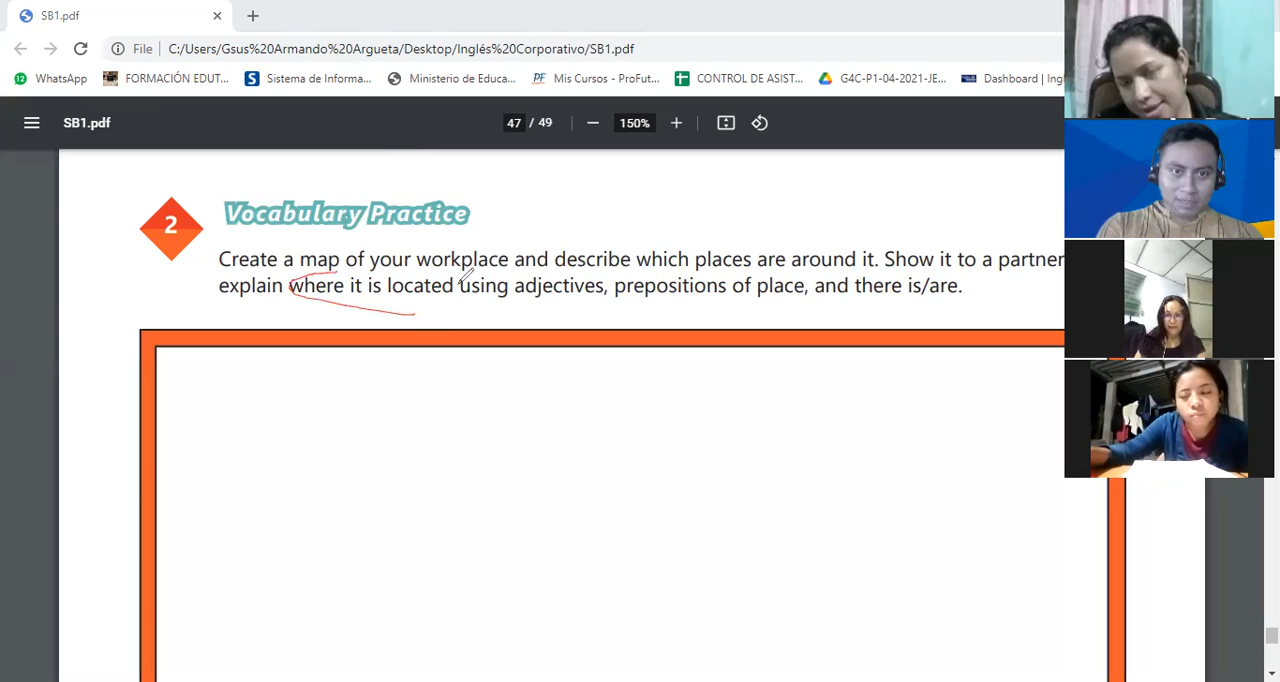 SB1.pdf
File | C:/Users/Gsus%20Armando%20Argueta/Desktop/Inglés%20Corporativo/SB1.pdf
WhatsApp FORMACIÓN EDUT... Sistema de Informa... Ministerio de Educa... Mis Cursos - ProFut... CONTROL DE ASIST... G4C-P1-04-2021-JE... Dashboard | Ing
SB1.pdf 47 / 49 150%
2 Vocabulary Practice
Create a map of your workplace and describe which places are around it. Show it to a partner
explain where it is located using adjectives, prepositions of place, and there is/are.